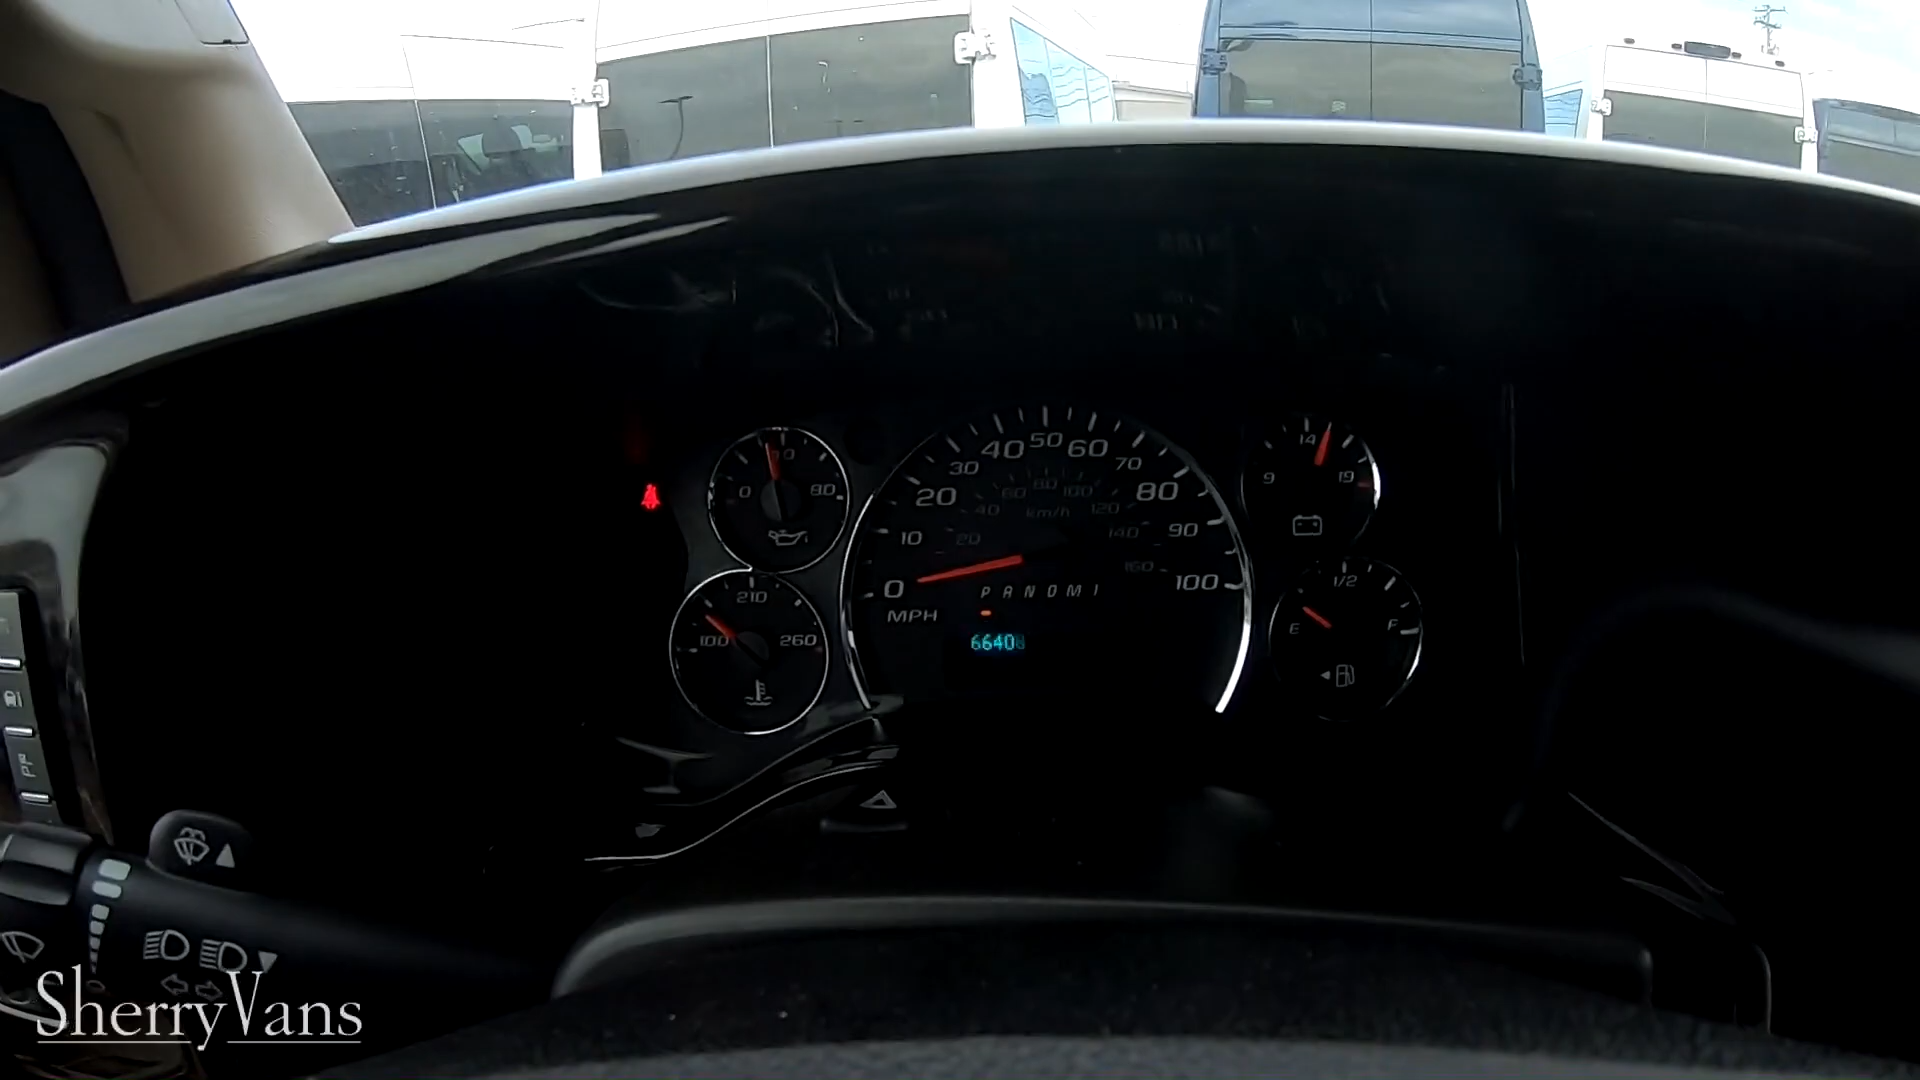 14
9
19
0
80
0 10 20 30 40 50 60 70 80 90 100
20 40 60 80 100 120 140 160
km/h
MPH
PANDM1
6640
210
100
260
1/2
E
F
SherryVans